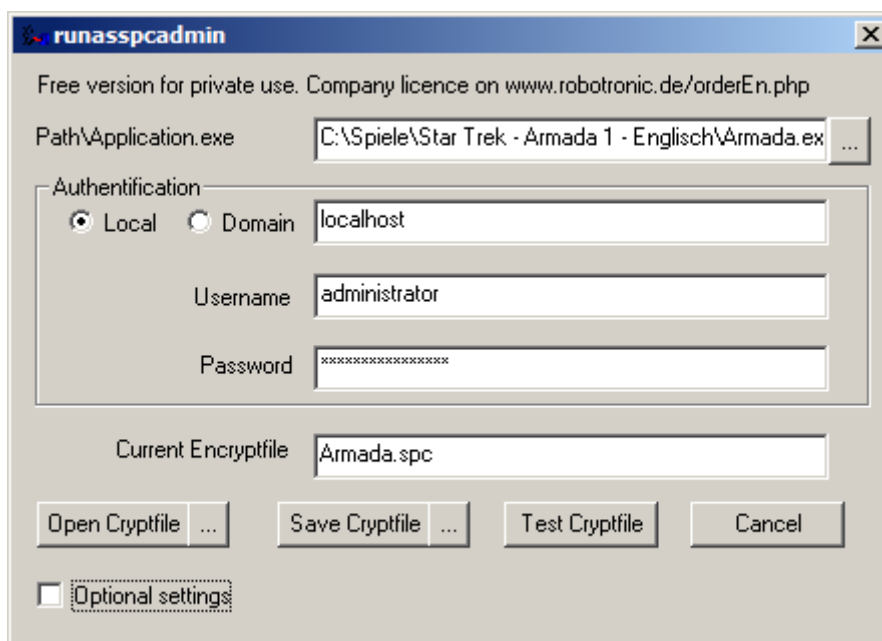 runasspcadmin
Free version for private use. Company licence on www.robotronic.de/orderEn.php
Path\Application.exe C:\Spiele\Star Trek - Armada 1 - Englisch\Armada.ex ...
Authentification
Local Domain localhost
Username administrator
Password ****************
Current Encryptfile Armada.spc
Open Cryptfile ... Save Cryptfile ... Test Cryptfile Cancel
Optional settings